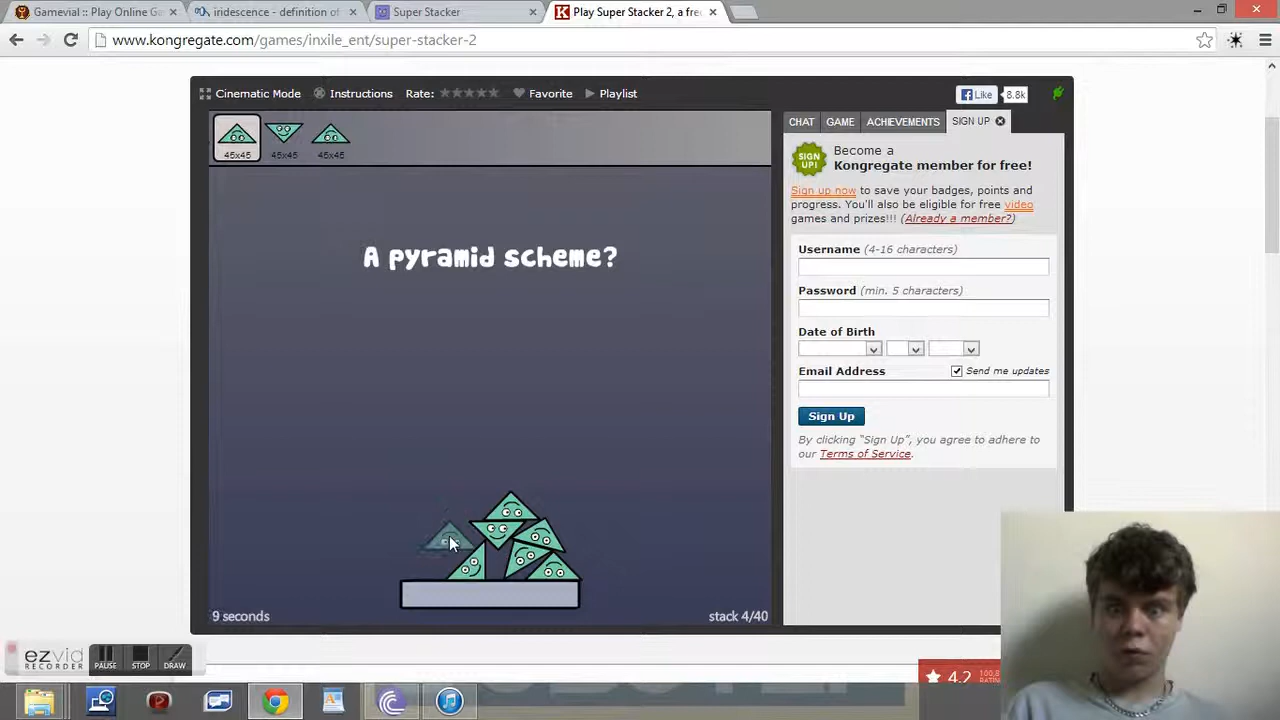 Gamevial :: Play Online Ga
iridescence - definition of
Super Stacker
Play Super Stacker 2, a fre
www.kongregate.com/games/inxile_ent/super-stacker-2
Cinematic Mode
Instructions
Rate:
Favorite
Playlist
Like
8.8k
45x45
45x45
45x45
A pyramid scheme?
9 seconds
stack 4/40
CHAT
GAME
ACHIEVEMENTS
SIGN UP
SIGN UP!
Become a
Kongregate member for free!
Sign up now to save your badges, points and
progress. You'll also be eligible for free video
games and prizes!!! (Already a member?)
Username (4-16 characters)
Password (min. 5 characters)
Date of Birth
Email Address
Send me updates
Sign Up
By clicking "Sign Up", you agree to adhere to
our Terms of Service.
ezvid
RECORDER
PAUSE
STOP
DRAW
4.2